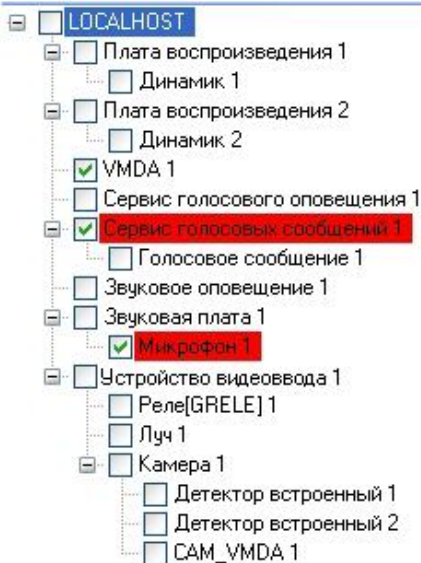 LOCALHOST
Плата воспроизведения 1
Динамик 1
Плата воспроизведения 2
Динамик 2
VMDA 1
Сервис голосового оповещения 1
Сервис голосовых сообщений 1
Голосовое сообщение 1
Звуковое оповещение 1
Звуковая плата 1
Микрофон 1
Устройство видеоввода 1
Реле[GRELE] 1
Луч 1
Камера 1
Детектор встроенный 1
Детектор встроенный 2
CAM_VMDA 1